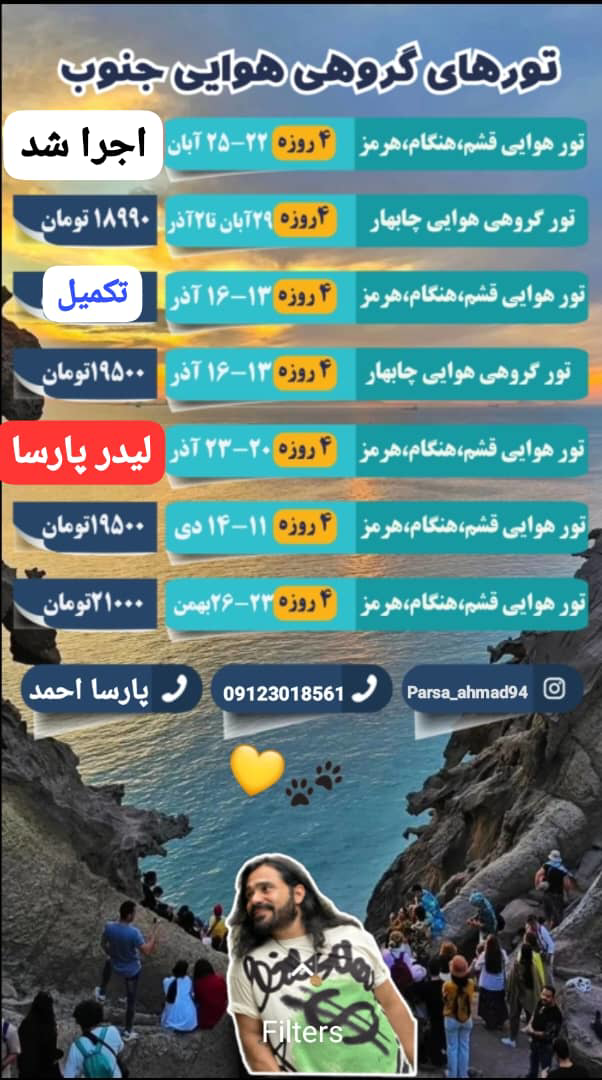 تورهای گروهی هوایی جنوب
تور هوایی قشم،هنگام،هرمز ۴ روزه ۲۲-۲۵ آبان اجرا شد
تور گروهی هوایی چابهار ۴روزه ۲۹آبان تا۲آذر ۱۸۹۹۰ تومان
تور هوایی قشم،هنگام،هرمز ۴ روزه ۱۳-۱۶ آذر تکمیل
تور گروهی هوایی چابهار ۴ روزه ۱۳-۱۶ آذر ۱۹۵۰۰تومان
تور هوایی قشم،هنگام،هرمز ۴ روزه ۲۰-۲۳ آذر لیدر پارسا
تور هوایی قشم،هنگام،هرمز ۴ روزه ۱۱-۱۴ دی ۱۹۵۰۰تومان
تور هوایی قشم،هنگام،هرمز ۴ روزه ۲۳-۲۶بهمن ۲۱۰۰۰تومان
Parsa_ahmad94 09123018561 پارسا احمد
Filters